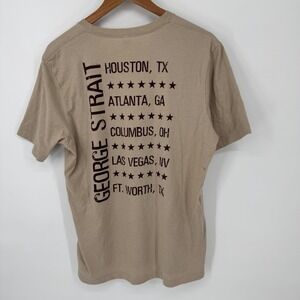 GEORGE STRAIT
HOUSTON, TX
ATLANTA, GA
COLUMBUS, OH
LAS VEGAS, NV
FT. WORTH, TX